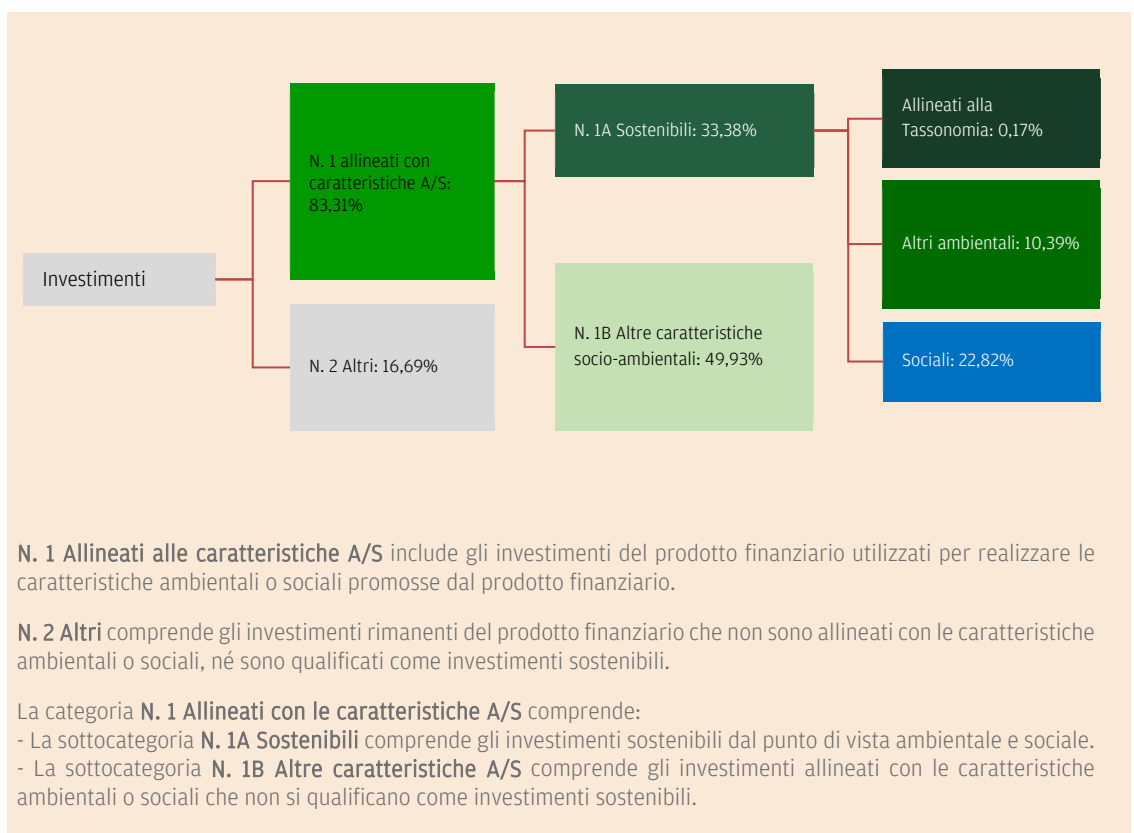 Investimenti
N. 1 allineati con
caratteristiche A/S:
83,31%
N. 2 Altri: 16,69%
N. 1A Sostenibili: 33,38%
N. 1B Altre caratteristiche
socio-ambientali: 49,93%
Allineati alla
Tassonomia: 0,17%
Altri ambientali: 10,39%
Sociali: 22,82%
N. 1 Allineati alle caratteristiche A/S include gli investimenti del prodotto finanziario utilizzati per realizzare le
caratteristiche ambientali o sociali promosse dal prodotto finanziario.
N. 2 Altri comprende gli investimenti rimanenti del prodotto finanziario che non sono allineati con le caratteristiche
ambientali o sociali, né sono qualificati come investimenti sostenibili.
La categoria N. 1 Allineati con le caratteristiche A/S comprende:
- La sottocategoria N. 1A Sostenibili comprende gli investimenti sostenibili dal punto di vista ambientale e sociale.
- La sottocategoria N. 1B Altre caratteristiche A/S comprende gli investimenti allineati con le caratteristiche
ambientali o sociali che non si qualificano come investimenti sostenibili.